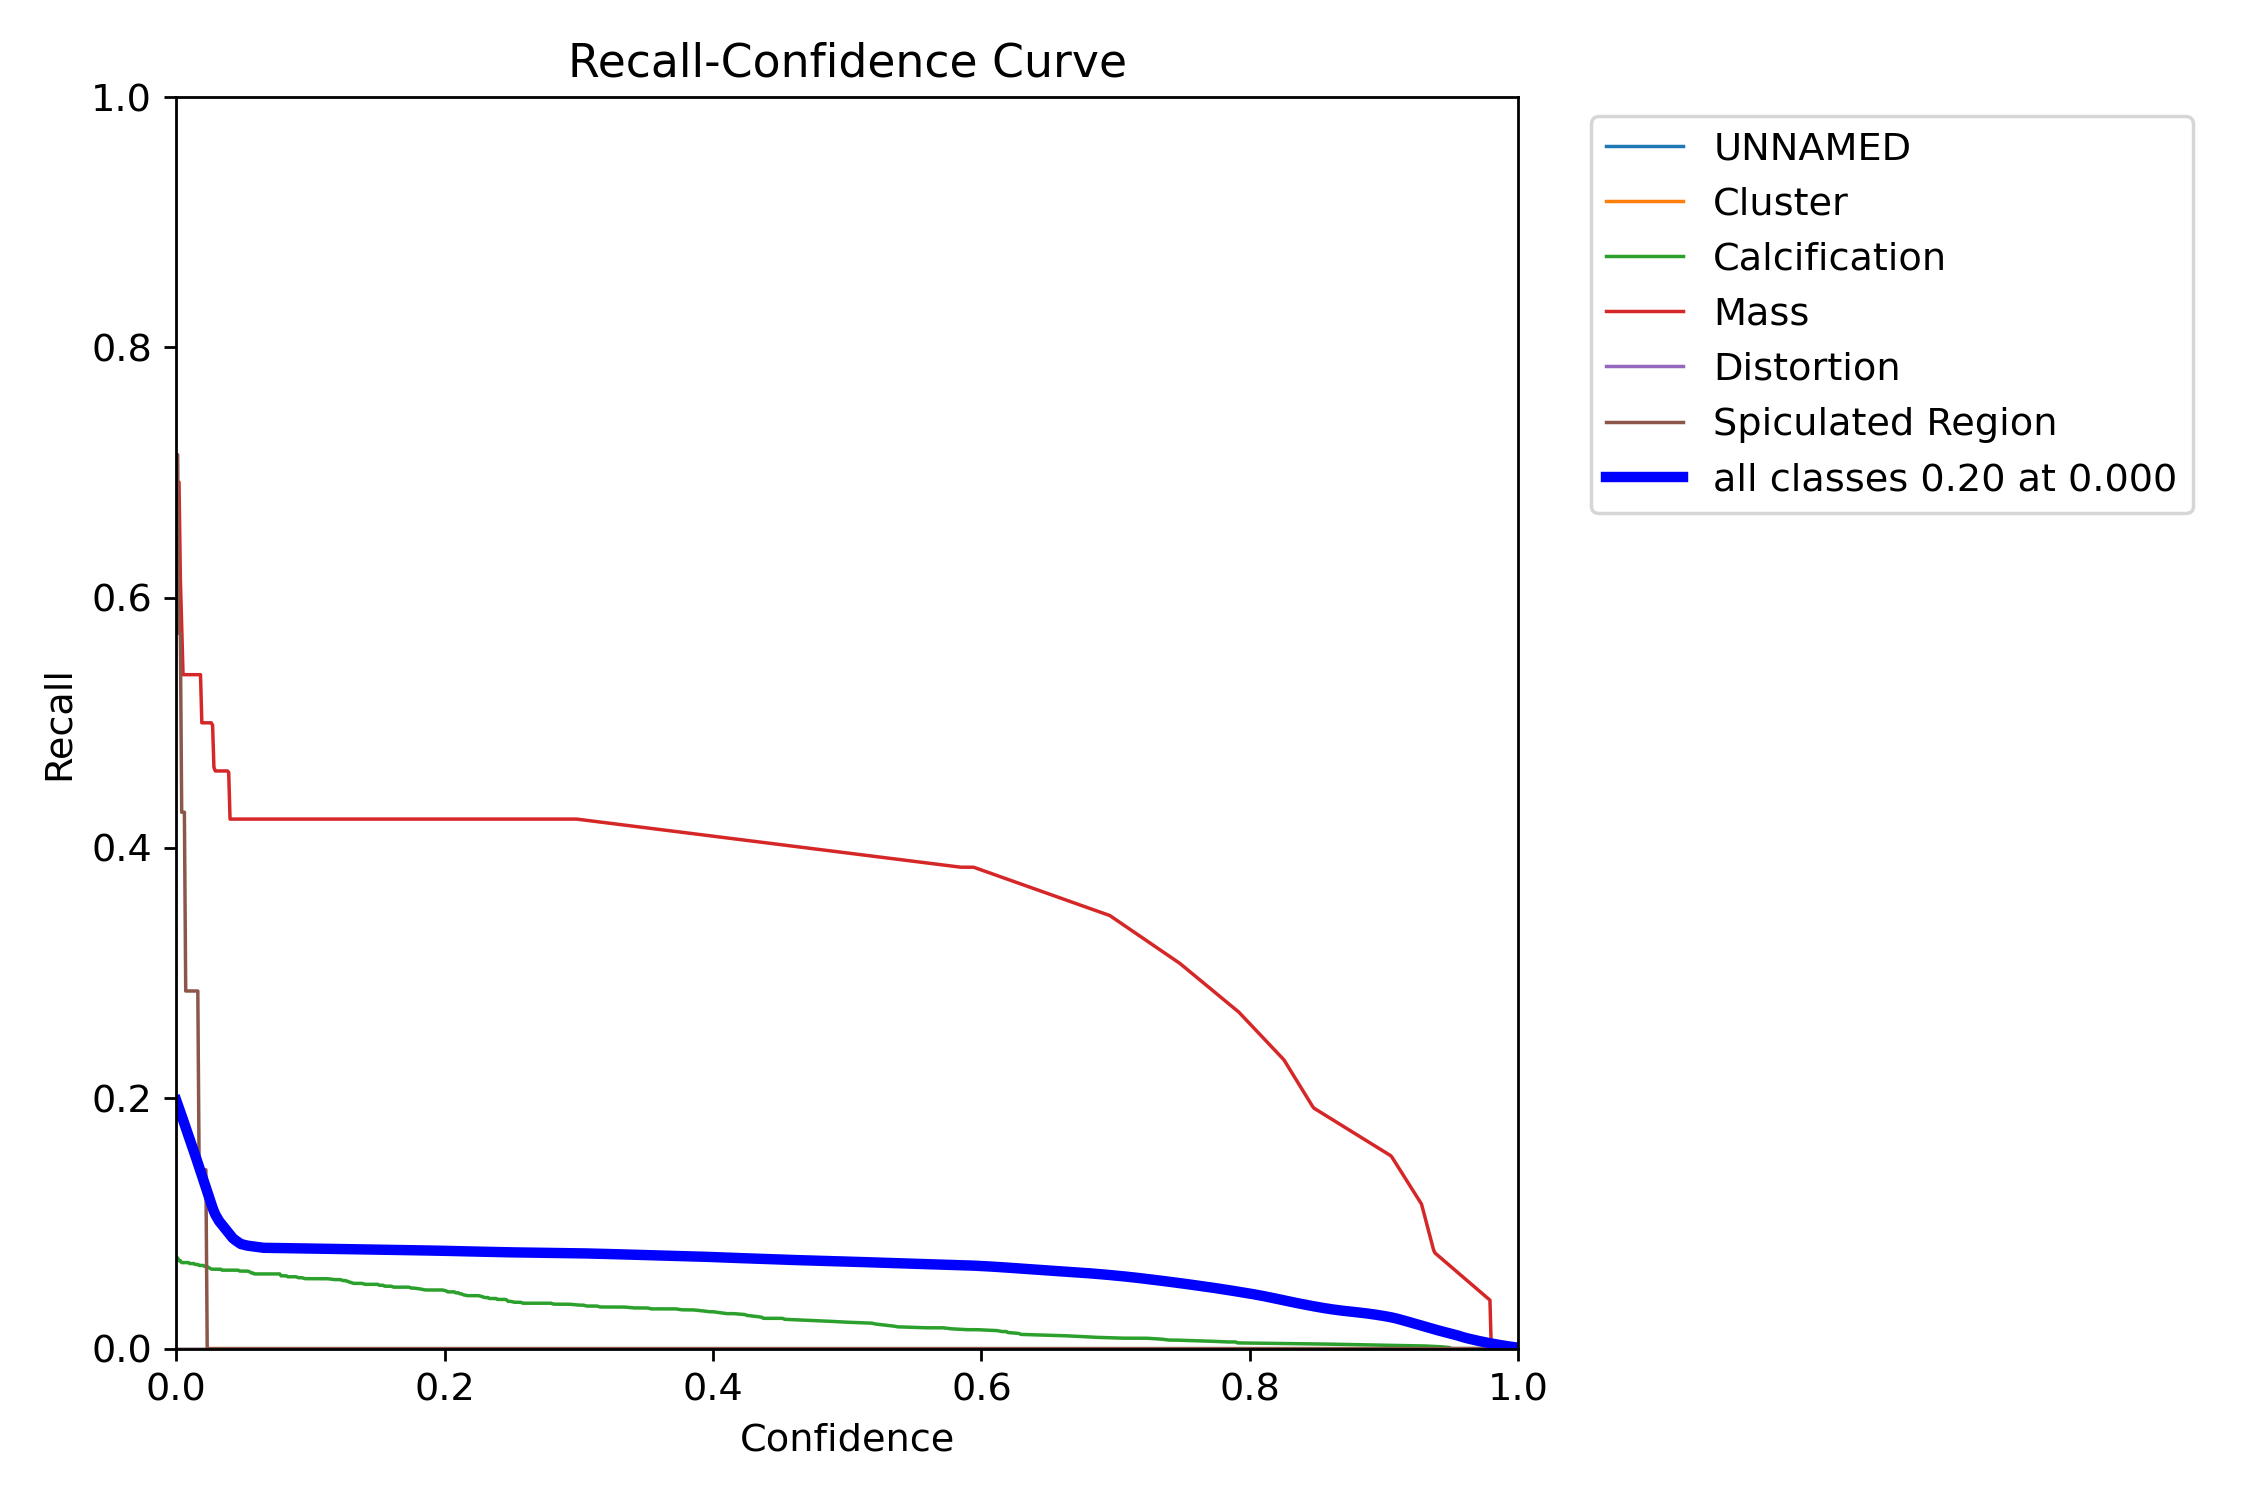 Recall-Confidence Curve
1.0
0.8
0.6
0.4
0.2
0.0
Recall
0.0 0.2 0.4 0.6 0.8 1.0
Confidence
UNNAMED
Cluster
Calcification
Mass
Distortion
Spiculated Region
all classes 0.20 at 0.000